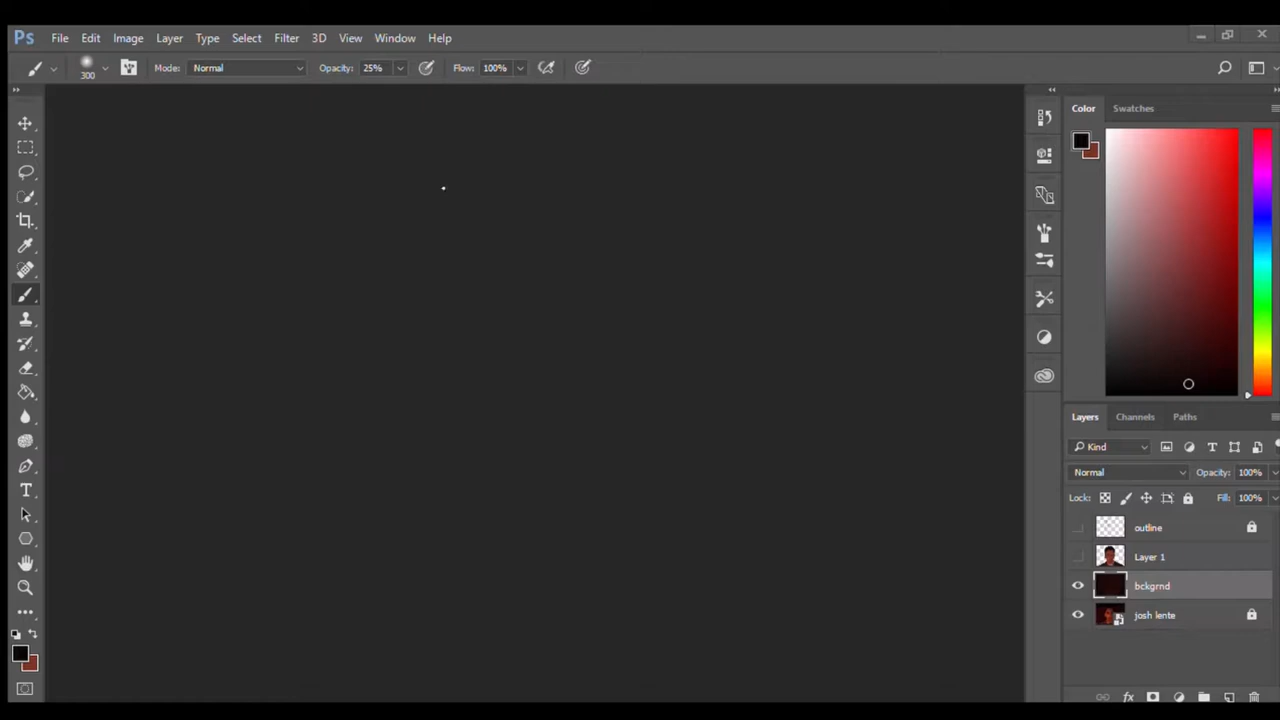 Ps File Edit Image Layer Type Select Filter 3D View Window Help
300 Mode: Normal Opacity: 25% Flow: 100%
Color Swatches
Layers Channels Paths
Kind
Normal Opacity: 100%
Lock: Fill: 100%
outline
Layer 1
bckgrnd
josh lente